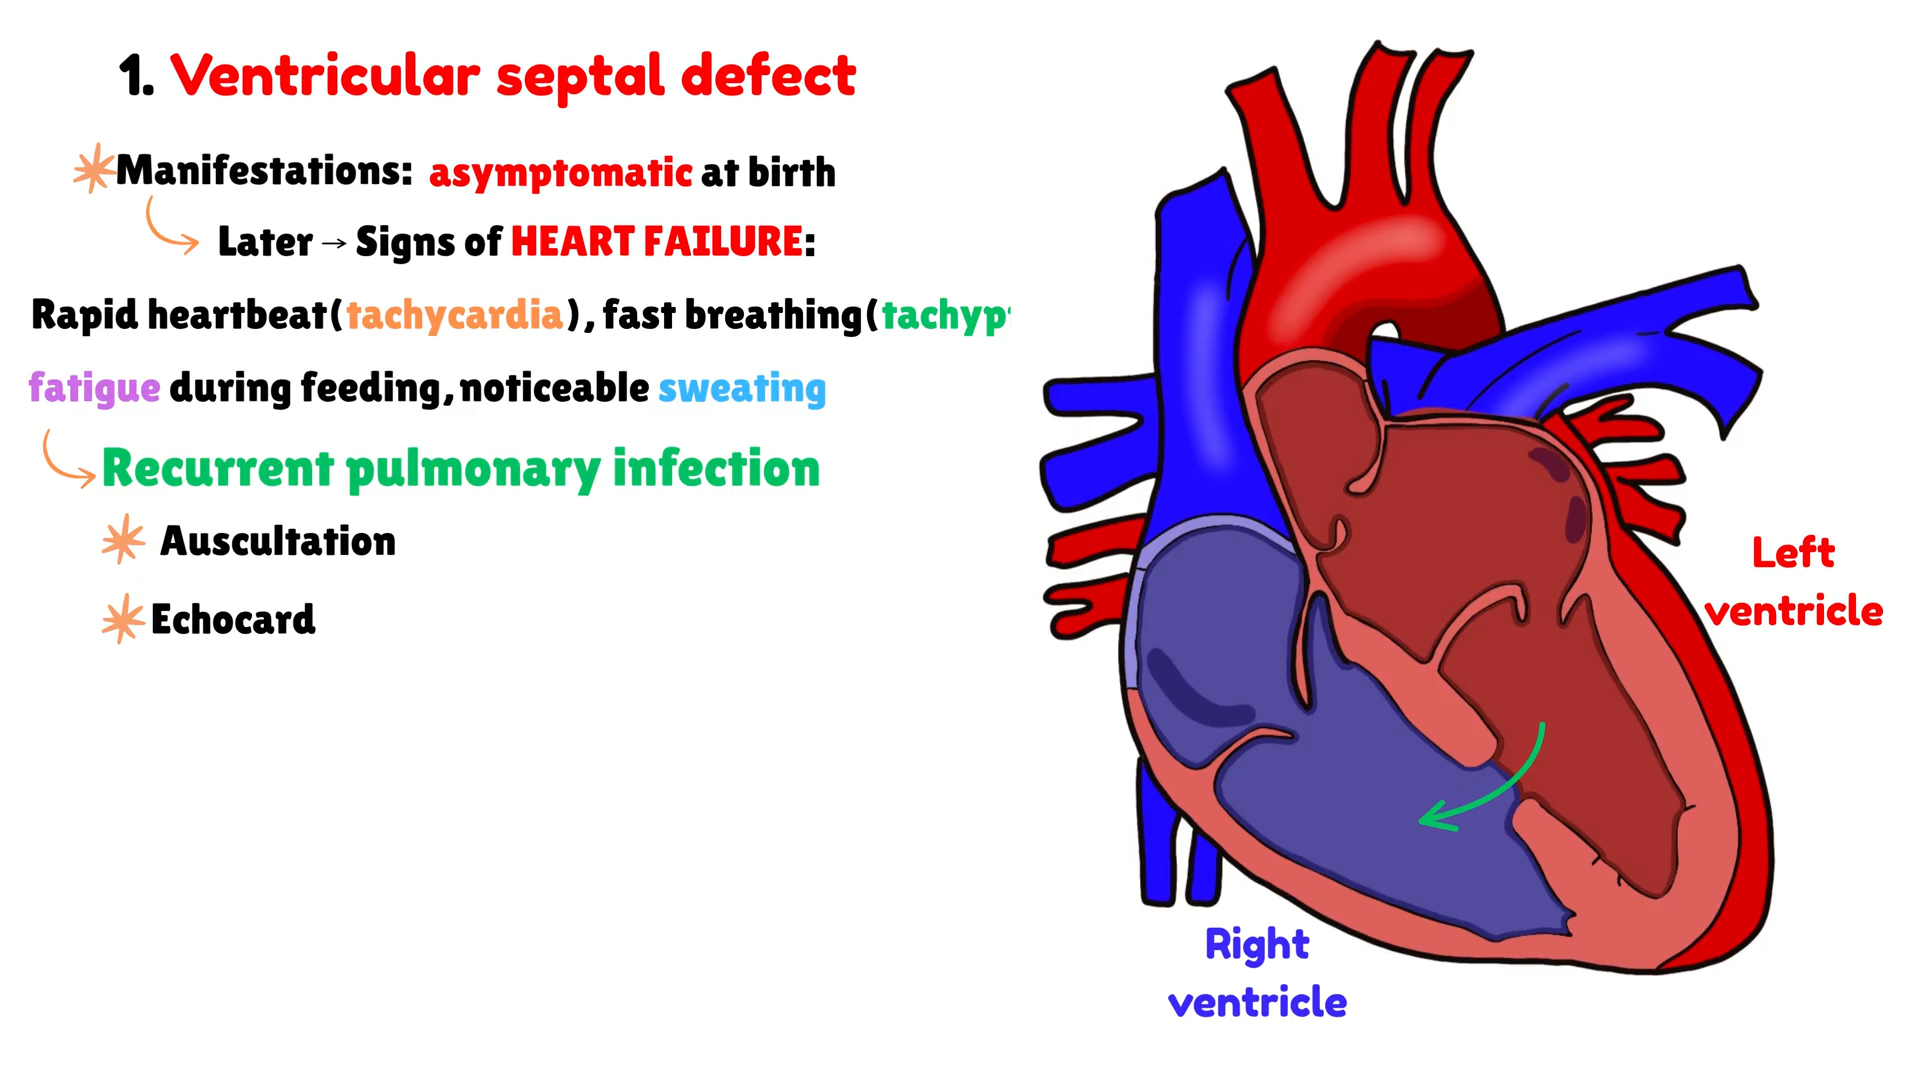 1. Ventricular septal defect
Manifestations: asymptomatic at birth
Later → Signs of HEART FAILURE:
Rapid heartbeat(tachycardia), fast breathing(tachyp
fatigue during feeding, noticeable sweating
Recurrent pulmonary infection
Auscultation
Echocard
Left
ventricle
Right
ventricle